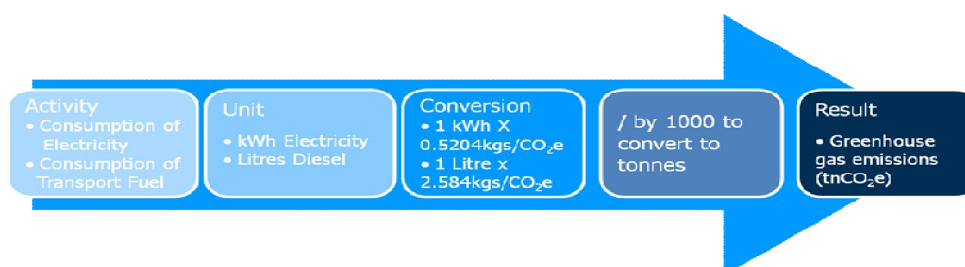 Activity
• Consumption of
Electricity
• Consumption of
Transport Fuel
Unit
• kWh Electricity
• Litres Diesel
Conversion
• 1 kWh X
0.5204kgs/CO₂e
• 1 Litre x
2.584kgs/CO₂e
/ by 1000 to
convert to
tonnes
Result
• Greenhouse
gas emissions
(tnCO₂e)